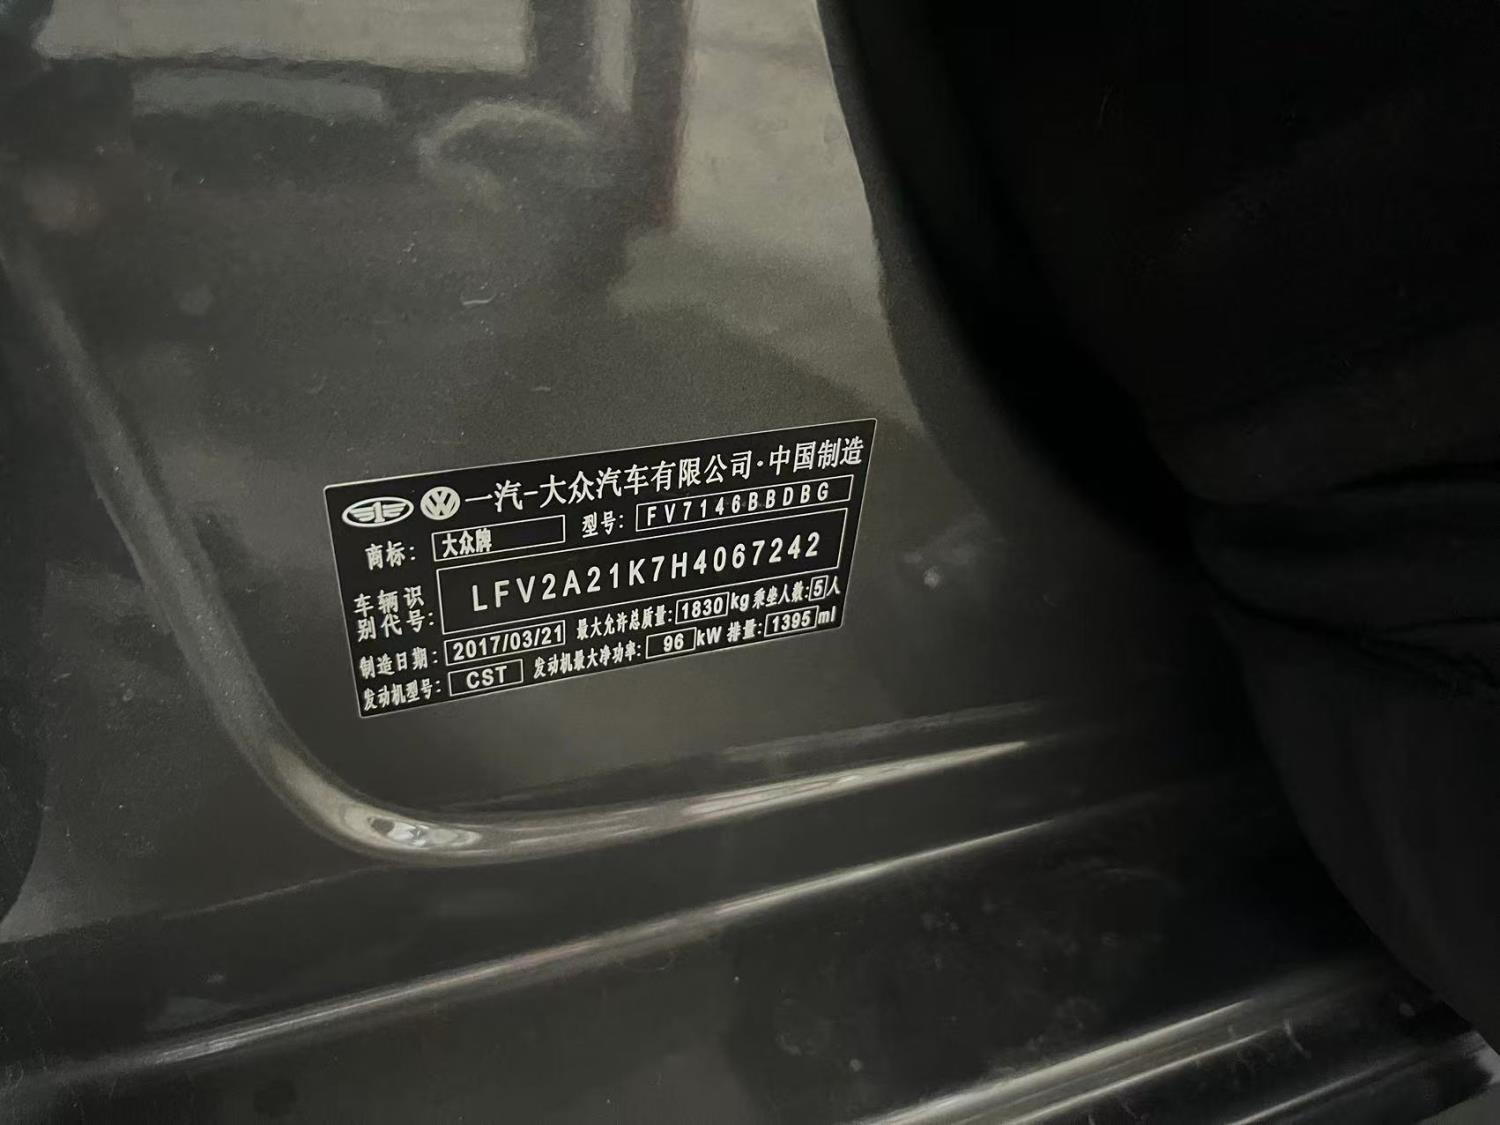 一汽-大众汽车有限公司·中国制造
商标: 大众牌 型号: FV7146BBDBG
车辆识别代号: LFV2A21K7H4067242
制造日期: 2017/03/21 最大允许总质量: 1830 kg 乘坐人数: 5 人
发动机型号: CST 发动机最大净功率: 96 kW 排量: 1395 ml